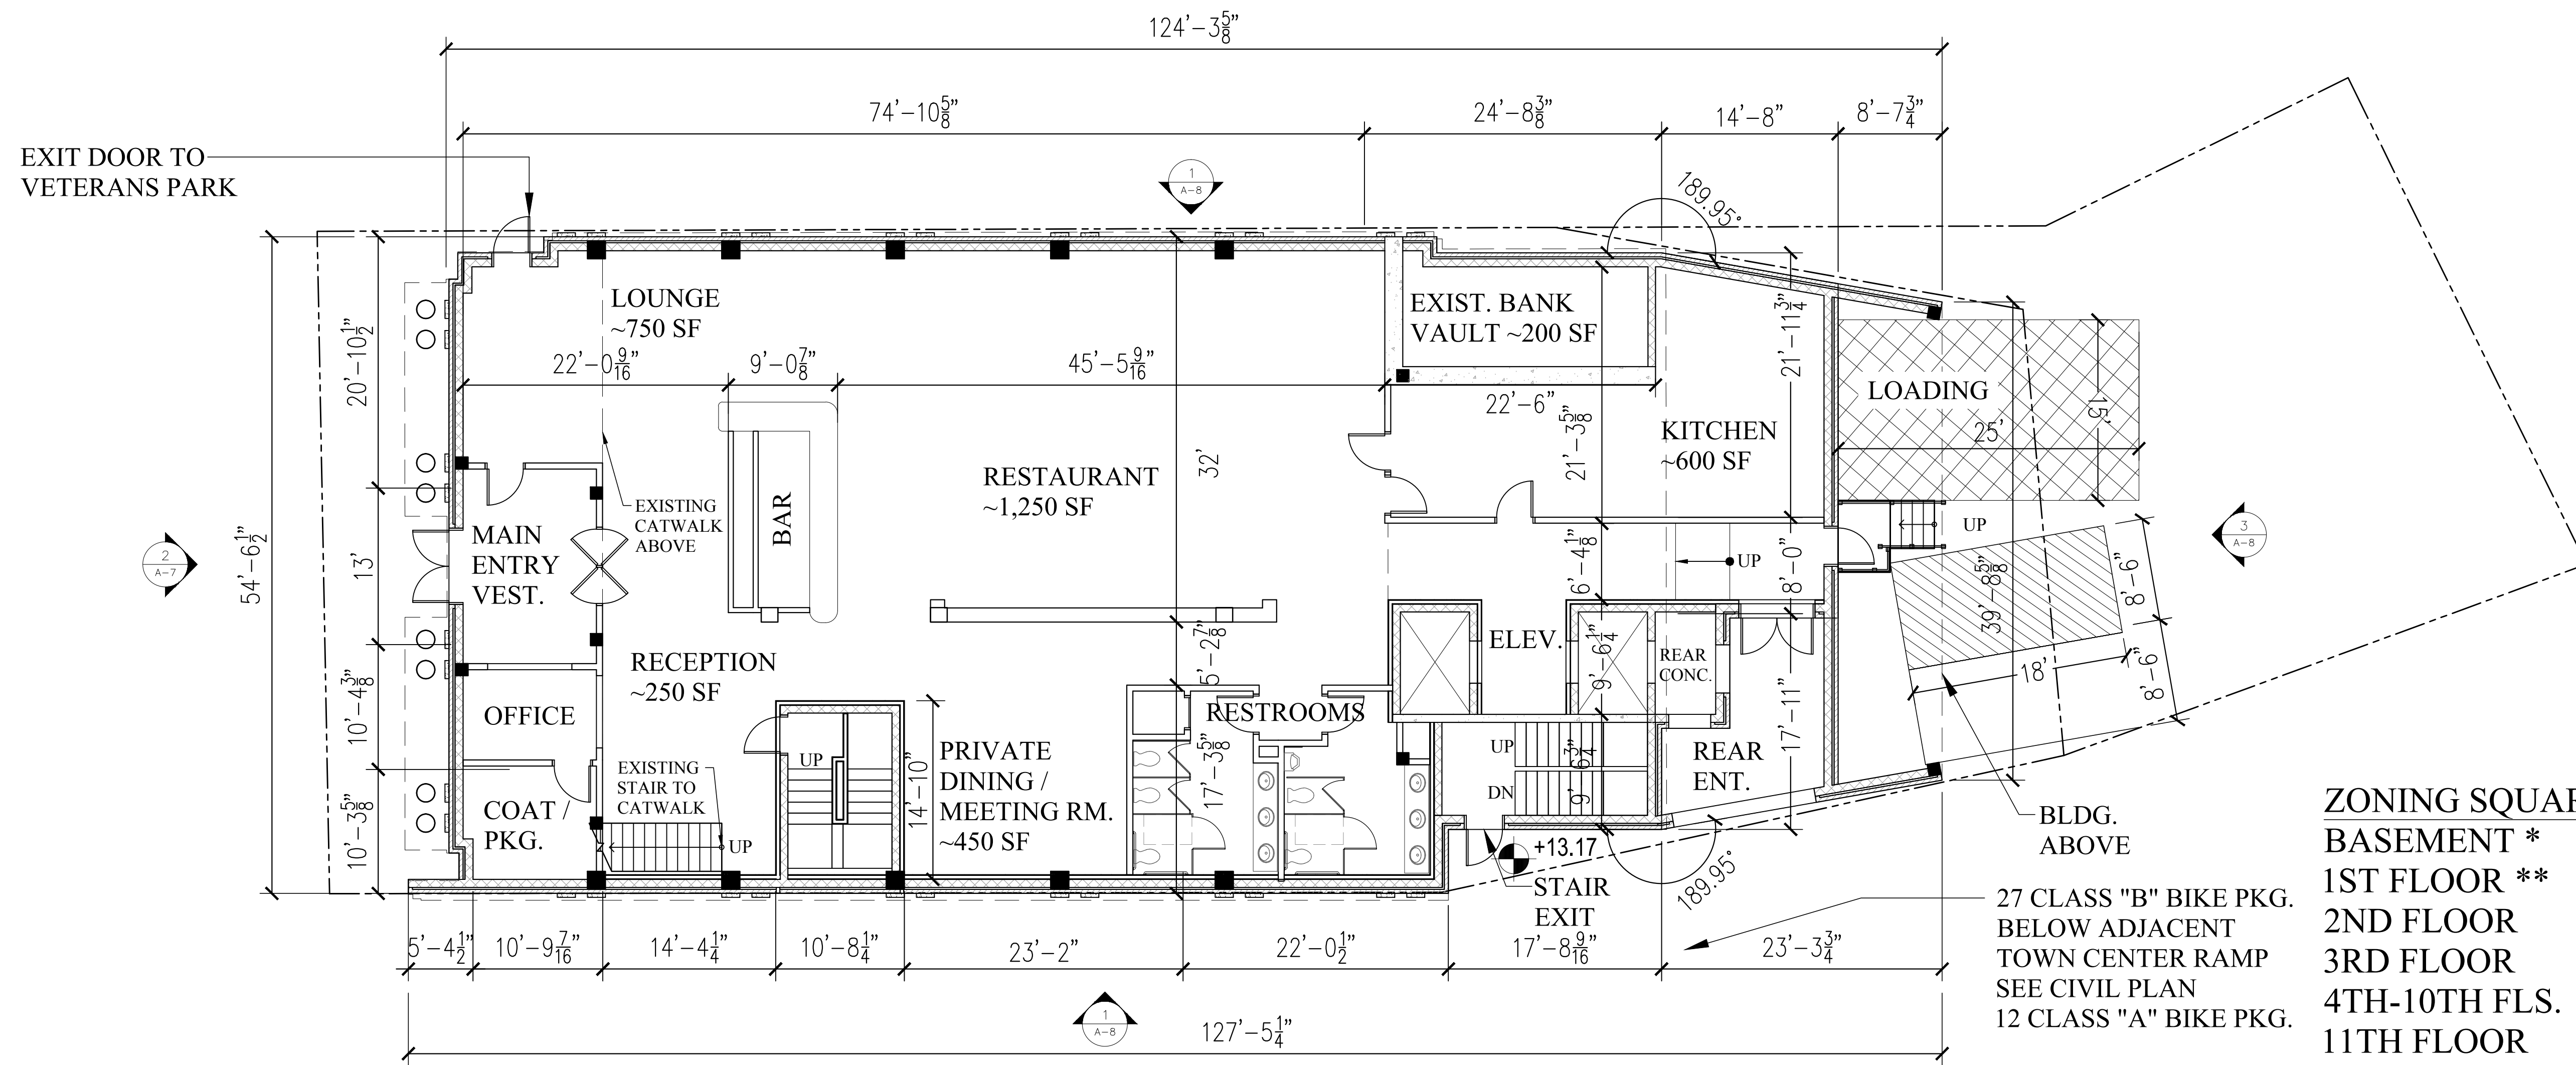 124'-3 5/8"
74'-10 5/8"
24'-8 3/8"
14'-8"
8'-7 3/4"
EXIT DOOR TO
VETERANS PARK
1
A-8
189.95°
LOUNGE
~750 SF
EXIST. BANK
VAULT ~200 SF
21'-11 3/4"
20'-10 1/2"
22'-0 9/16"
9'-0 7/8"
45'-5 9/16"
22'-6"
LOADING
15'
25'
21'-3 5/8"
KITCHEN
~600 SF
32'
RESTAURANT
~1,250 SF
BAR
EXISTING
CATWALK
ABOVE
MAIN
ENTRY
VEST.
2
A-7
54'-6 1/2"
13'
6'-4 1/8"
UP
8'-0"
UP
39'-8 5/8"
8'-6"
3
A-8
ELEV.
9'-6 1/4"
REAR
CONC.
18'
8'-6"
RECEPTION
~250 SF
5'-2 7/8"
10'-4 3/8"
OFFICE
RESTROOMS
17'-11"
UP
PRIVATE
DINING /
MEETING RM.
~450 SF
14'-10"
17'-3 5/8"
UP
DN
9'-6 3/4"
REAR
ENT.
EXISTING
STAIR TO
CATWALK
UP
COAT /
PKG.
10'-3 5/8"
+13.17
STAIR
EXIT
189.95°
BLDG.
ABOVE
27 CLASS "B" BIKE PKG.
BELOW ADJACENT
TOWN CENTER RAMP
SEE CIVIL PLAN
12 CLASS "A" BIKE PKG.
5'-4 1/2"
10'-9 7/16"
14'-4 1/4"
10'-8 1/4"
23'-2"
22'-0 1/2"
17'-8 9/16"
23'-3 3/4"
1
A-8
127'-5 1/4"
ZONING SQUAR
BASEMENT *
1ST FLOOR **
2ND FLOOR
3RD FLOOR
4TH-10TH FLS.
11TH FLOOR